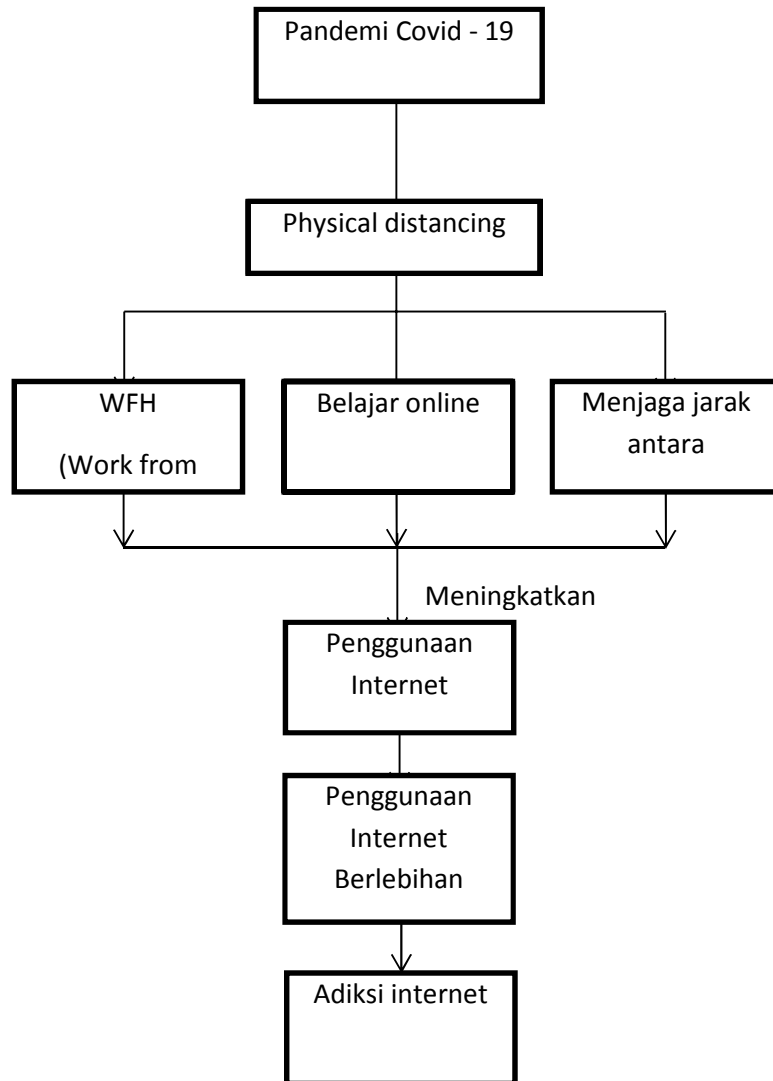 Pandemi Covid - 19
Physical distancing
WFH
(Work from
Belajar online
Menjaga jarak
antara
Meningkatkan
Penggunaan
Internet
Penggunaan
Internet
Berlebihan
Adiksi internet